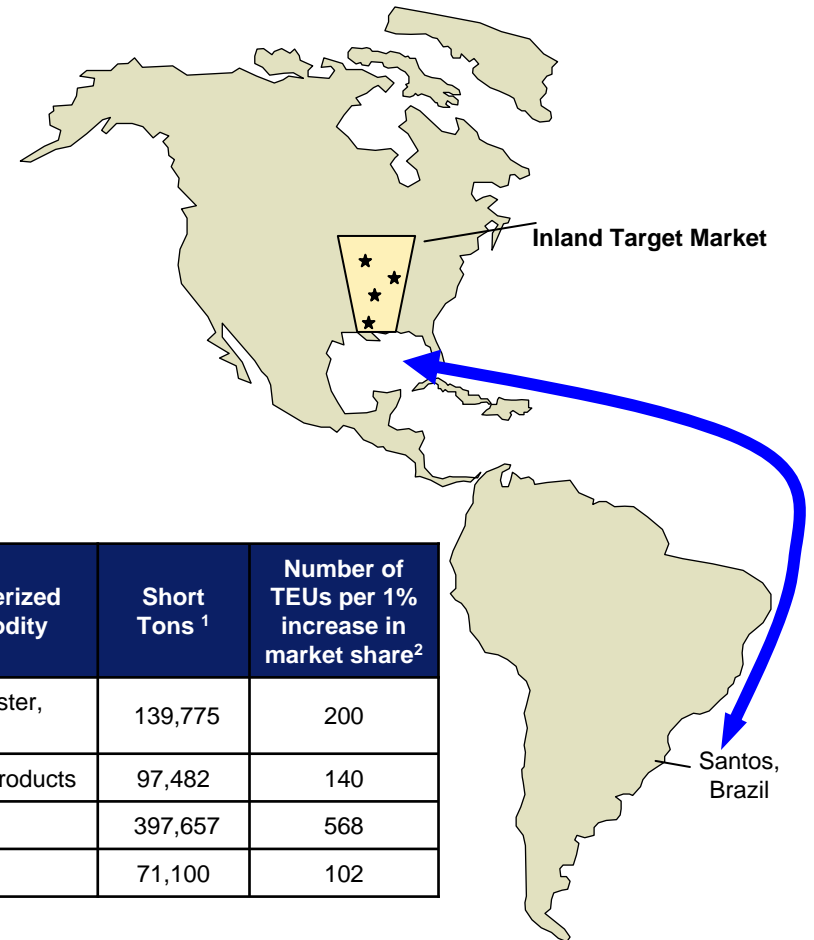 Inland Target Market
Santos,
Brazil
erized
odity
Short
Tons 1
Number of
TEUs per 1%
increase in
market share2
ster,
139,775
200
roducts
97,482
140
397,657
568
71,100
102